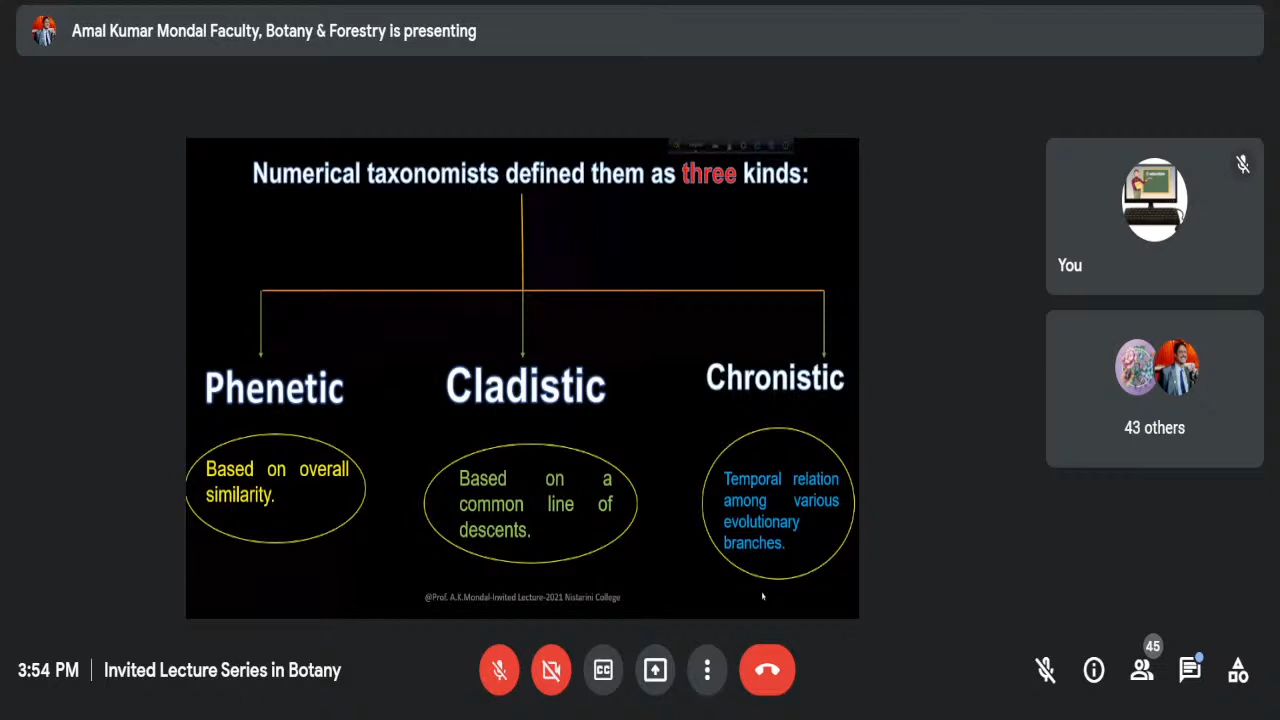 Amal Kumar Mondal Faculty, Botany & Forestry is presenting
Numerical taxonomists defined them as three kinds:
Phenetic
Cladistic
Chronistic
Based on overall
similarity.
Based on a
common line of
descents.
Temporal relation
among various
evolutionary
branches.
@Prof. A.K.Mondal-Invited Lecture-2021 Nistarini College
You
43 others
3:54 PM
Invited Lecture Series in Botany
45